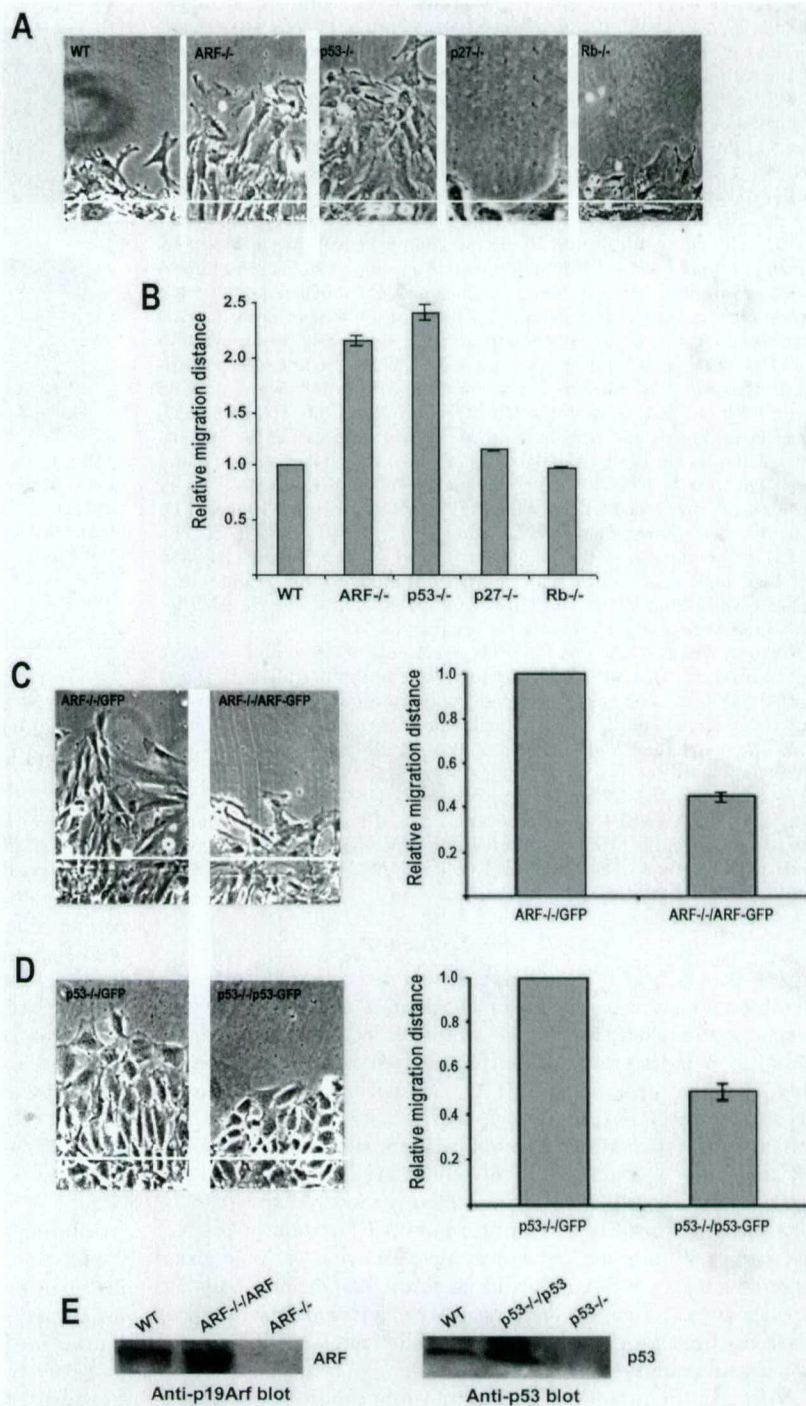 A
WT
ARF-/-
p53-/-
p27-/-
Rb-/-
B
Relative migration distance
2.5
2.0
1.5
1.0
0.5
WT
ARF-/-
p53-/-
p27-/-
Rb-/-
C
ARF-/-/GFP
ARF-/-/ARF-GFP
Relative migration distance
1.0
0.8
0.6
0.4
0.2
ARF-/-/GFP
ARF-/-/ARF-GFP
D
p53-/-/GFP
p53-/-/p53-GFP
Relative migration distance
1.0
0.8
0.6
0.4
0.2
p53-/-/GFP
p53-/-/p53-GFP
E
WT
ARF-/-/ARF
ARF-/-
ARF
Anti-p19Arf blot
WT
p53-/-/p53
p53-/-
p53
Anti-p53 blot